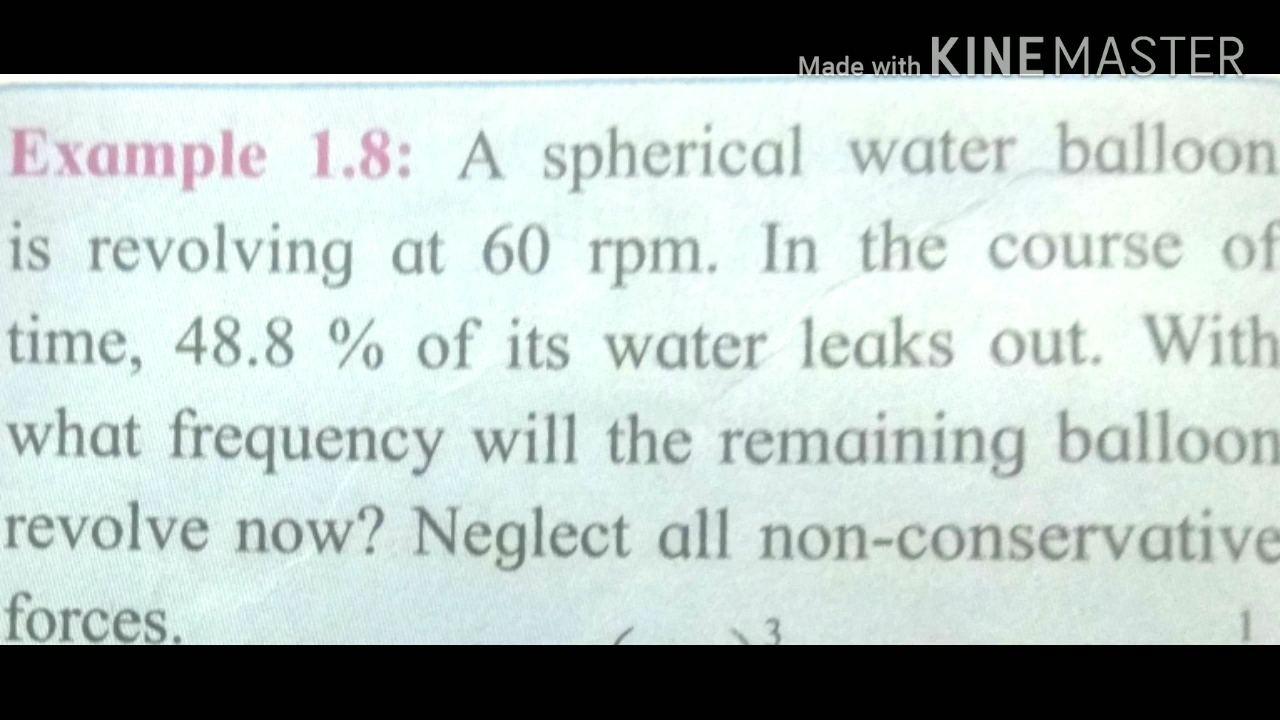 Made with KINEMASTER
Example 1.8: A spherical water balloon
is revolving at 60 rpm. In the course of
time, 48.8 % of its water leaks out. With
what frequency will the remaining balloon
revolve now? Neglect all non-conservative
forces.
3 1